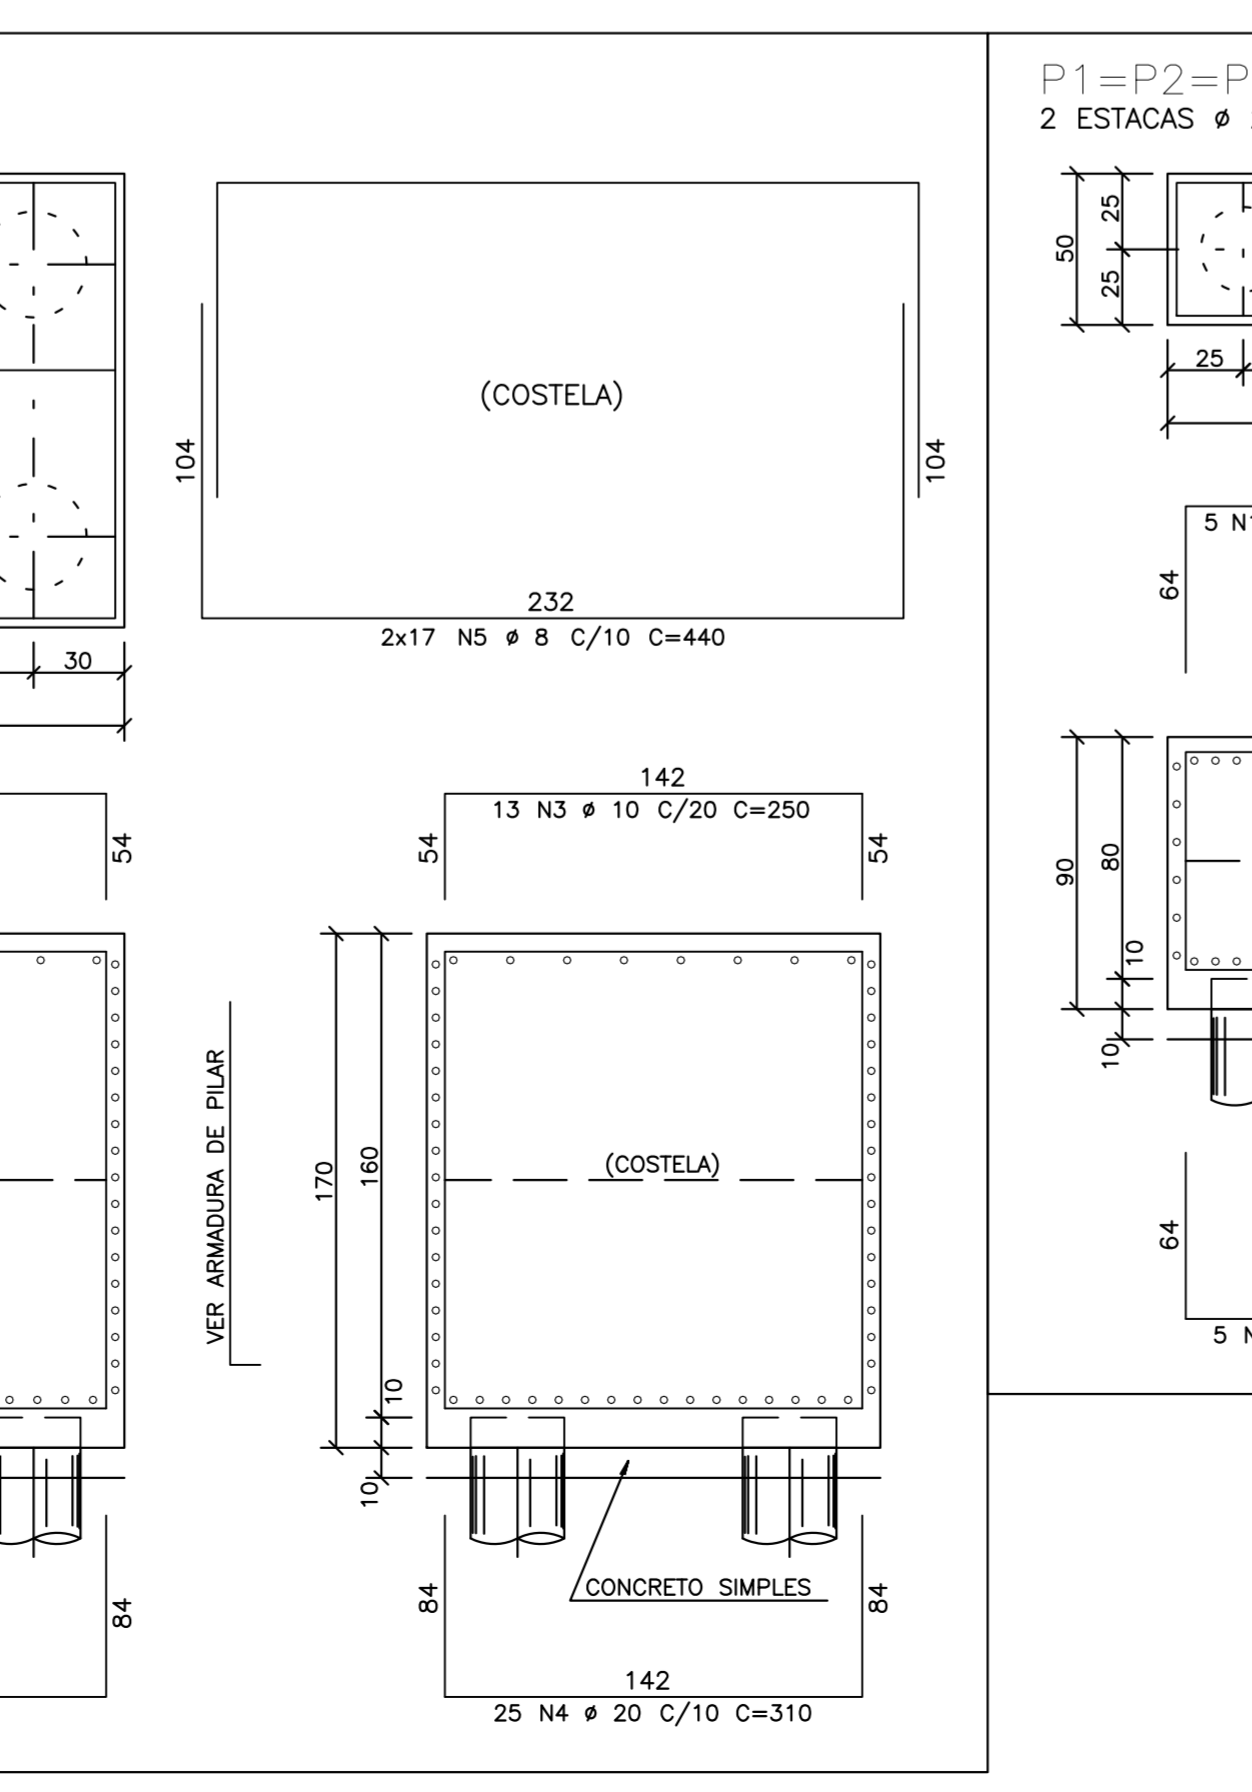 P1=P2=P
2 ESTACAS ø
(COSTELA)
104
104
232
2x17 N5 ø 8 C/10 C=440
30
50
25
25
25
5 N
64
142
13 N3 ø 10 C/20 C=250
54
54
54
VER ARMADURA DE PILAR
170
160
10
10
(COSTELA)
90
80
10
10
64
5 N
CONCRETO SIMPLES
84
84
84
142
25 N4 ø 20 C/10 C=310